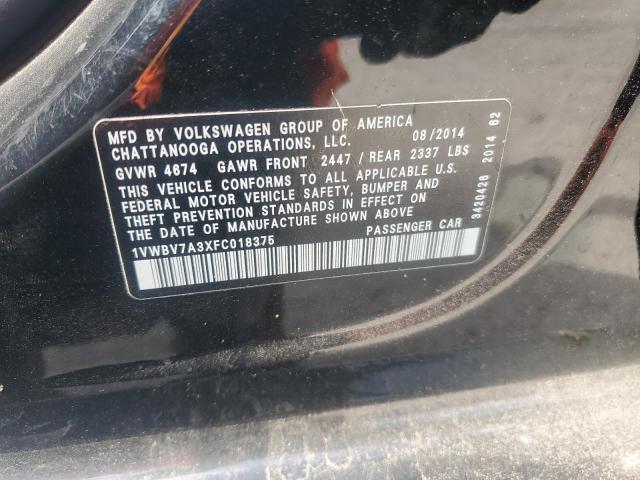 MFD BY VOLKSWAGEN GROUP OF AMERICA 08/2014
CHATTANOOGA OPERATIONS, LLC.
GVWR 4674 GAWR FRONT 2447 / REAR 2337 LBS
THIS VEHICLE CONFORMS TO ALL APPLICABLE U.S.
FEDERAL MOTOR VEHICLE SAFETY, BUMPER AND
THEFT PREVENTION STANDARDS IN EFFECT ON
THE DATE OF MANUFACTURE SHOWN ABOVE
1VWBV7A3XFC018375 PASSENGER CAR
3420426 2014 62